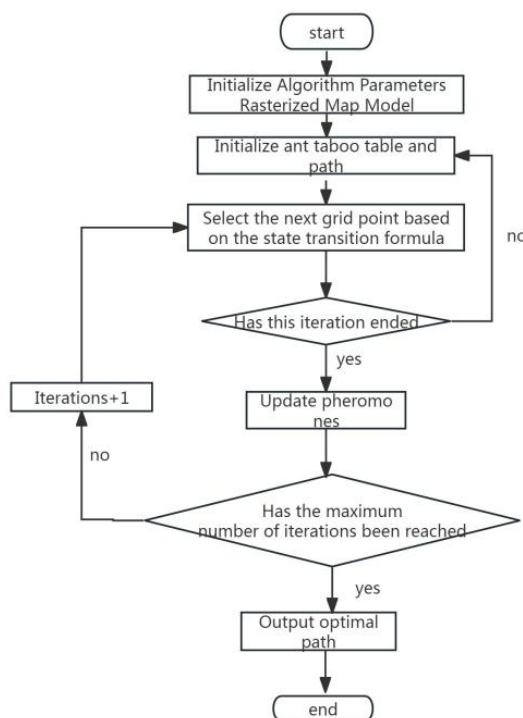 start
Initialize Algorithm Parameters
Rasterized Map Model
Initialize ant taboo table and
path
Select the next grid point based
on the state transition formula
no
Has this iteration ended
yes
Iterations+1
Update pheromo
nes
no
Has the maximum
number of iterations been reached
yes
Output optimal
path
end